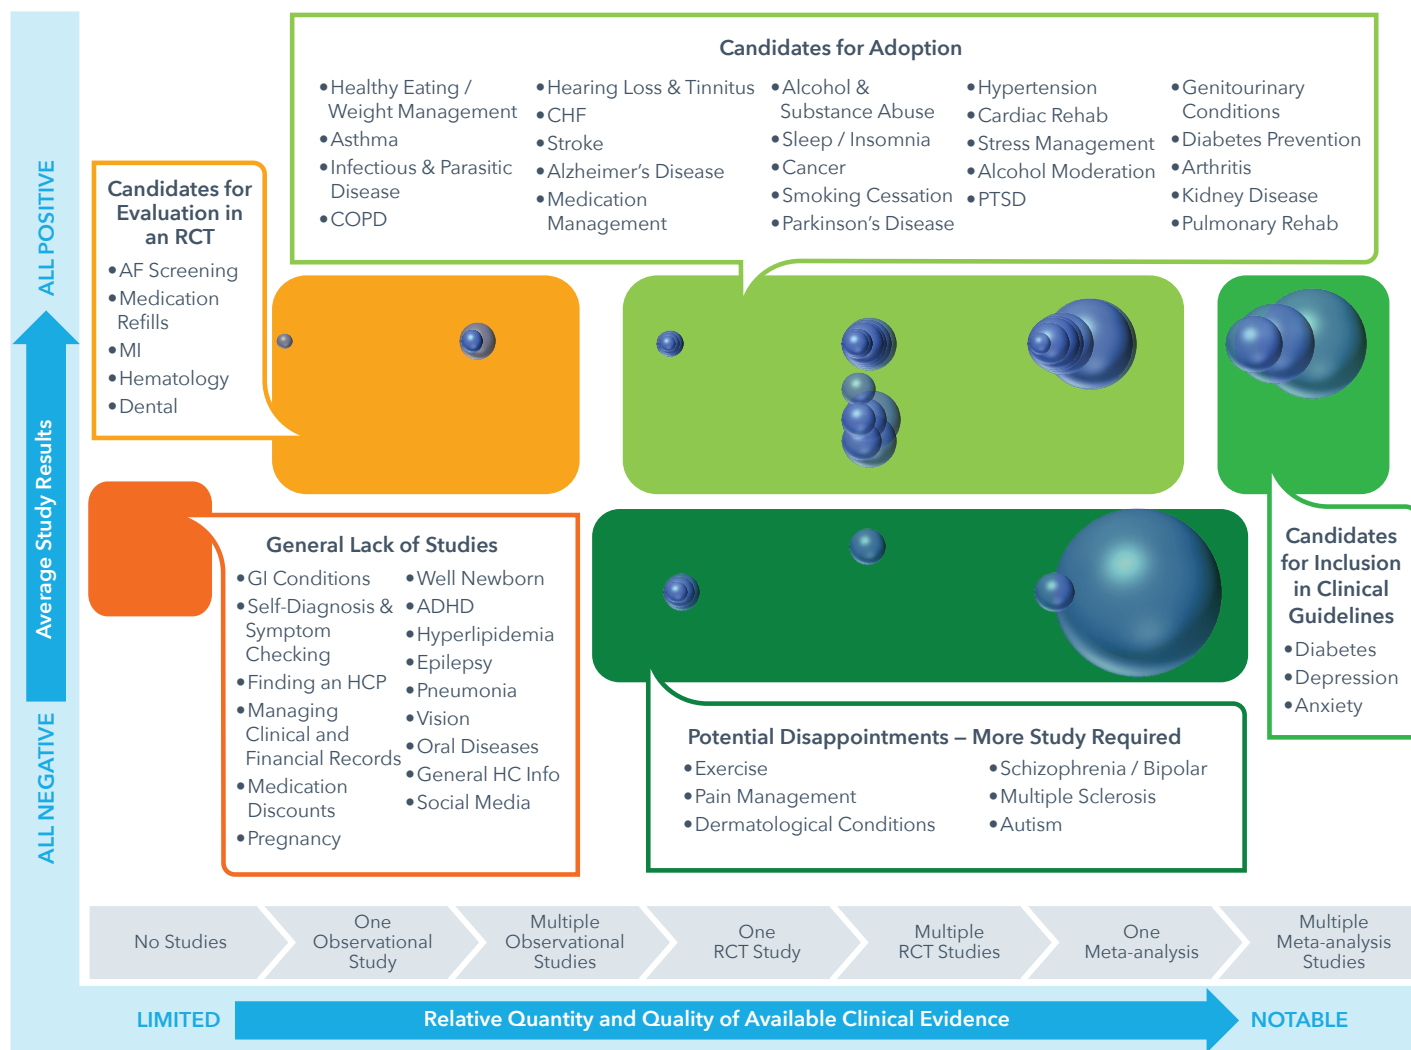 Candidates for Adoption
•Healthy Eating /
Weight Management
•Asthma
•Infectious & Parasitic
Disease
•COPD
•Hearing Loss & Tinnitus
•CHF
•Stroke
•Alzheimer's Disease
•Medication
Management
•Alcohol &
Substance Abuse
•Sleep / Insomnia
•Cancer
•Smoking Cessation
•Parkinson's Disease
•Hypertension
•Cardiac Rehab
•Stress Management
•Alcohol Moderation
•PTSD
•Genitourinary
Conditions
•Diabetes Prevention
•Arthritis
•Kidney Disease
•Pulmonary Rehab
Candidates for
Evaluation in
an RCT
•AF Screening
•Medication
Refills
•MI
•Hematology
•Dental
ALL POSITIVE
Average Study Results
ALL NEGATIVE
General Lack of Studies
•GI Conditions
•Self-Diagnosis &
Symptom
Checking
•Finding an HCP
•Managing
Clinical and
Financial Records
•Medication
Discounts
•Pregnancy
•Well Newborn
•ADHD
•Hyperlipidemia
•Epilepsy
•Pneumonia
•Vision
•Oral Diseases
•General HC Info
•Social Media
Potential Disappointments – More Study Required
•Exercise
•Pain Management
•Dermatological Conditions
•Schizophrenia / Bipolar
•Multiple Sclerosis
•Autism
Candidates
for Inclusion
in Clinical
Guidelines
•Diabetes
•Depression
•Anxiety
No Studies
One
Observational
Study
Multiple
Observational
Studies
One
RCT Study
Multiple
RCT Studies
One
Meta-analysis
Multiple
Meta-analysis
Studies
LIMITED
Relative Quantity and Quality of Available Clinical Evidence
NOTABLE